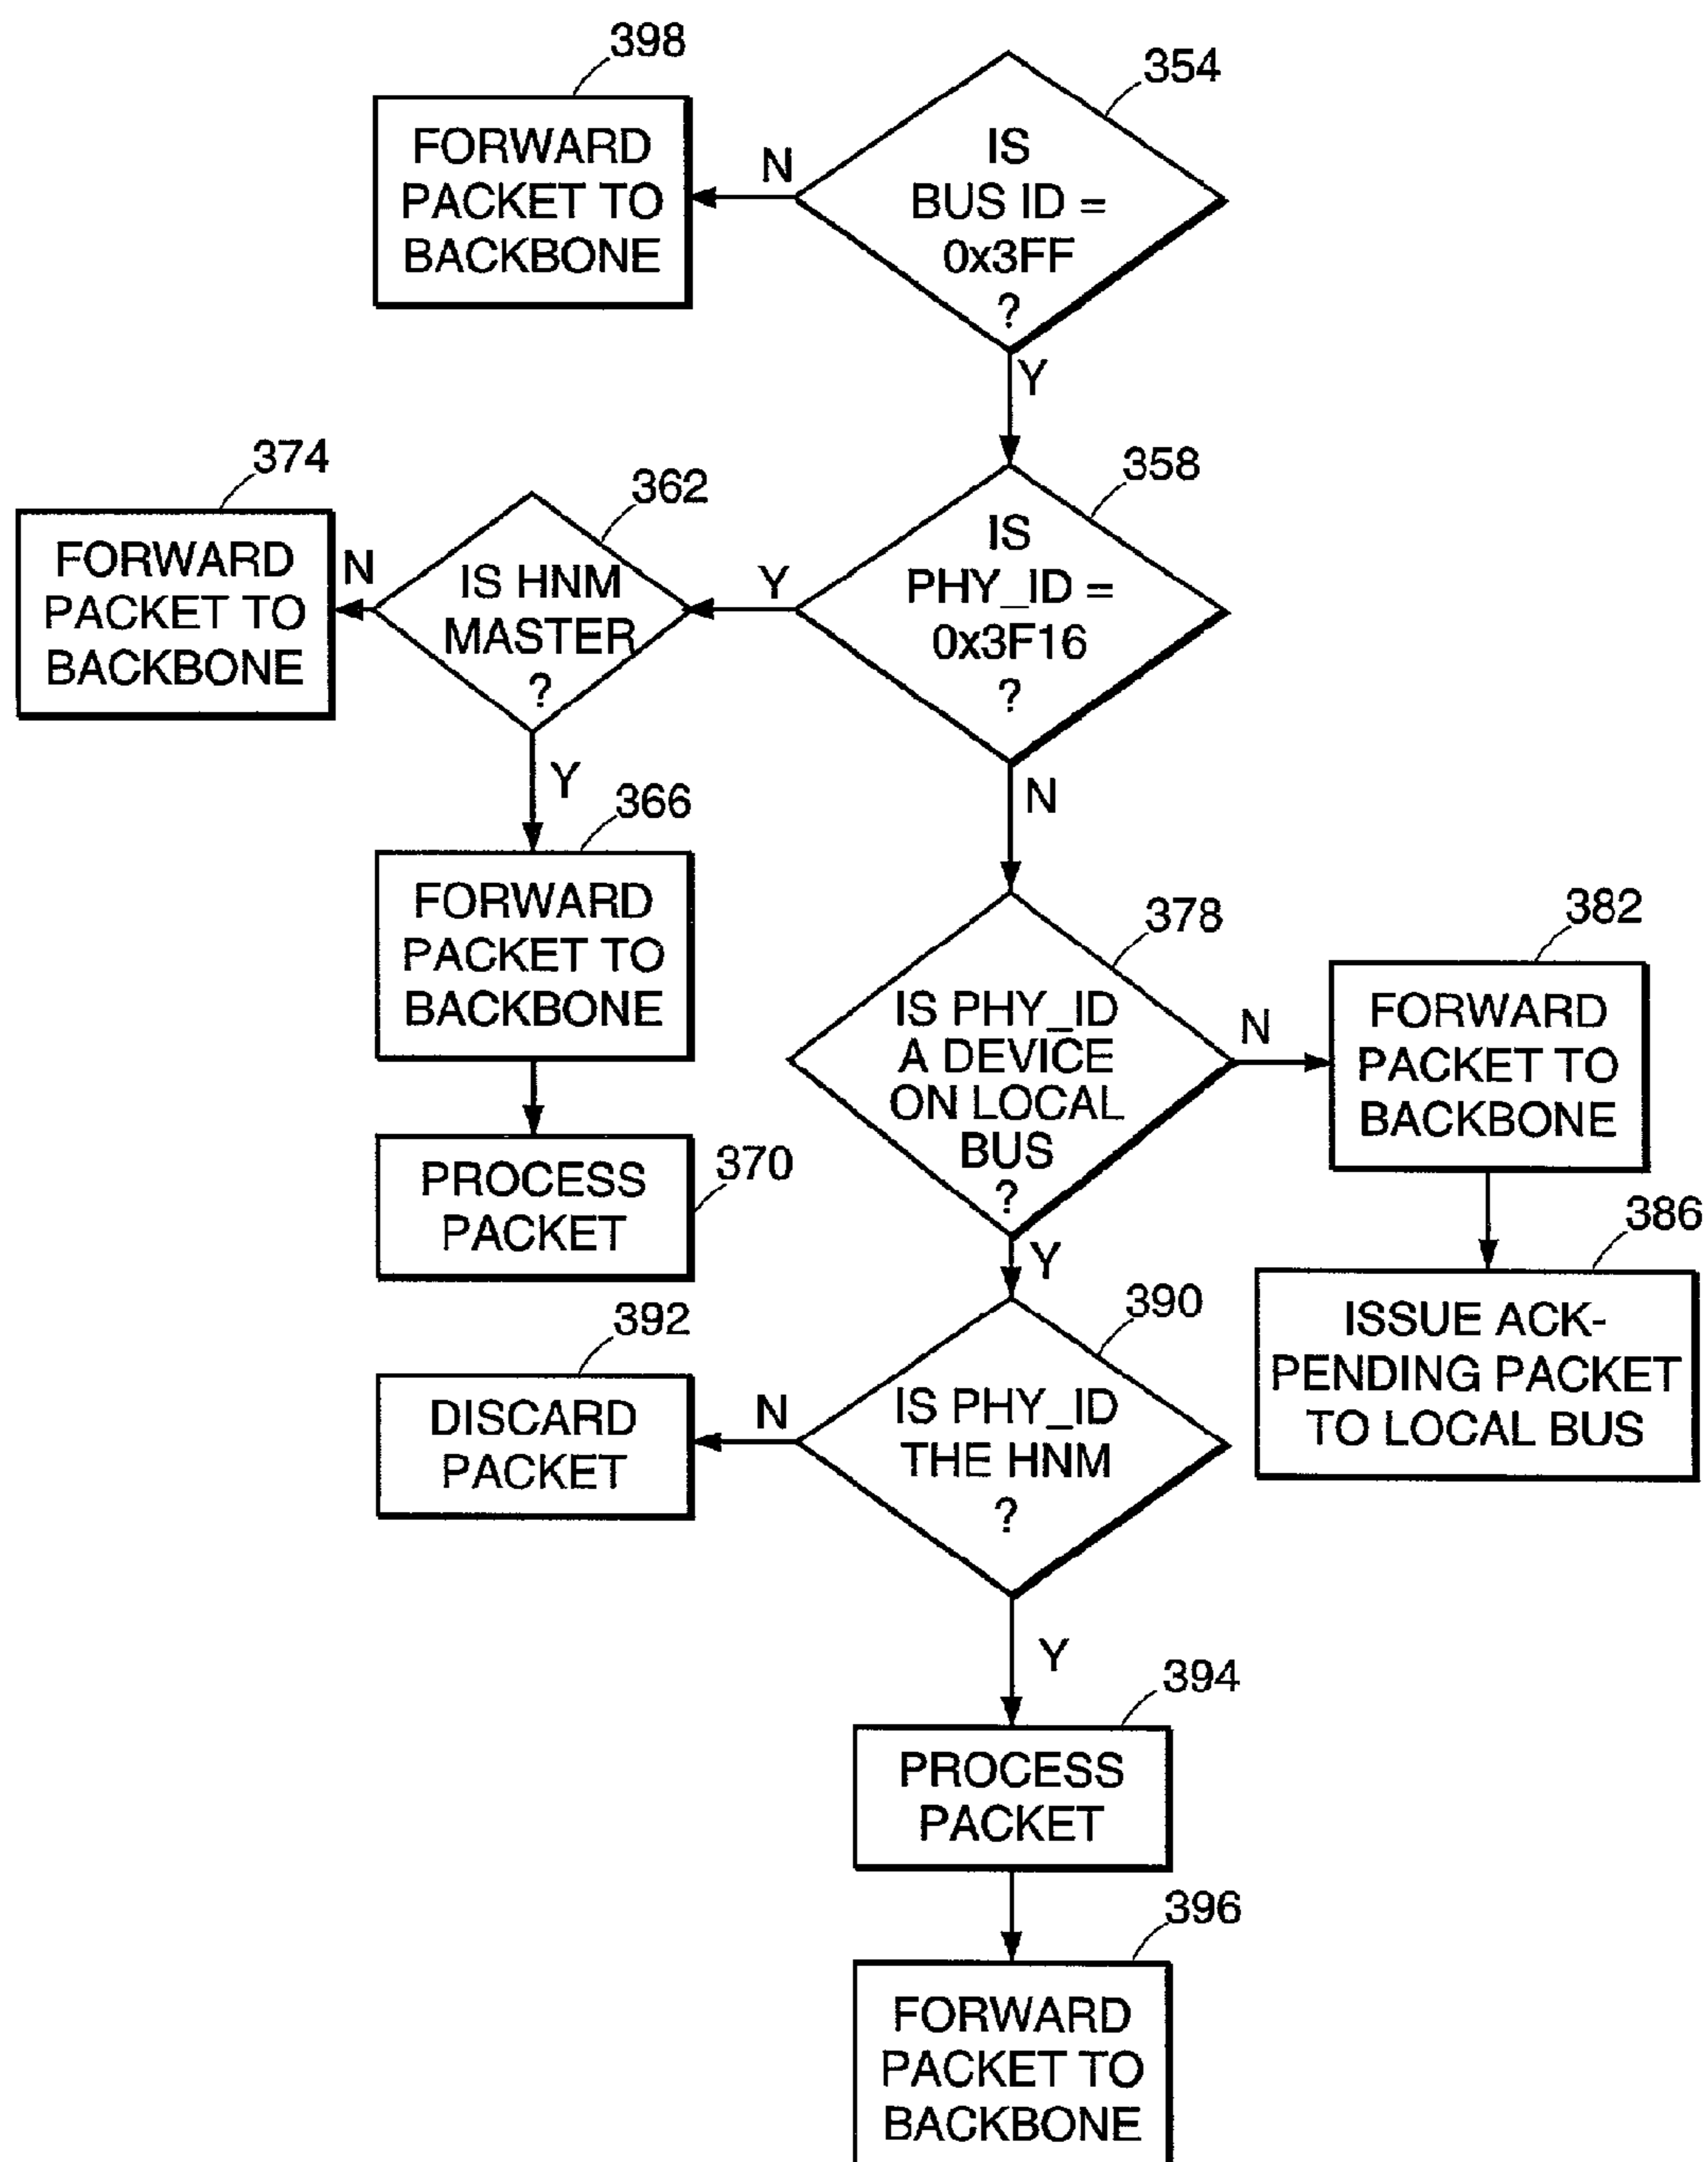 398
354
FORWARD
PACKET TO
BACKBONE
N
IS
BUS ID =
0x3FF
?
Y
374
362
358
FORWARD
PACKET TO
BACKBONE
N
IS HNM
MASTER
?
Y
IS
PHY_ID =
0x3F16
?
Y
N
366
FORWARD
PACKET TO
BACKBONE
378
382
IS PHY_ID
A DEVICE
ON LOCAL
BUS
?
N
FORWARD
PACKET TO
BACKBONE
PROCESS
PACKET
370
Y
386
ISSUE ACK-
PENDING PACKET
TO LOCAL BUS
392
390
DISCARD
PACKET
N
IS PHY_ID
THE HNM
?
Y
394
PROCESS
PACKET
396
FORWARD
PACKET TO
BACKBONE